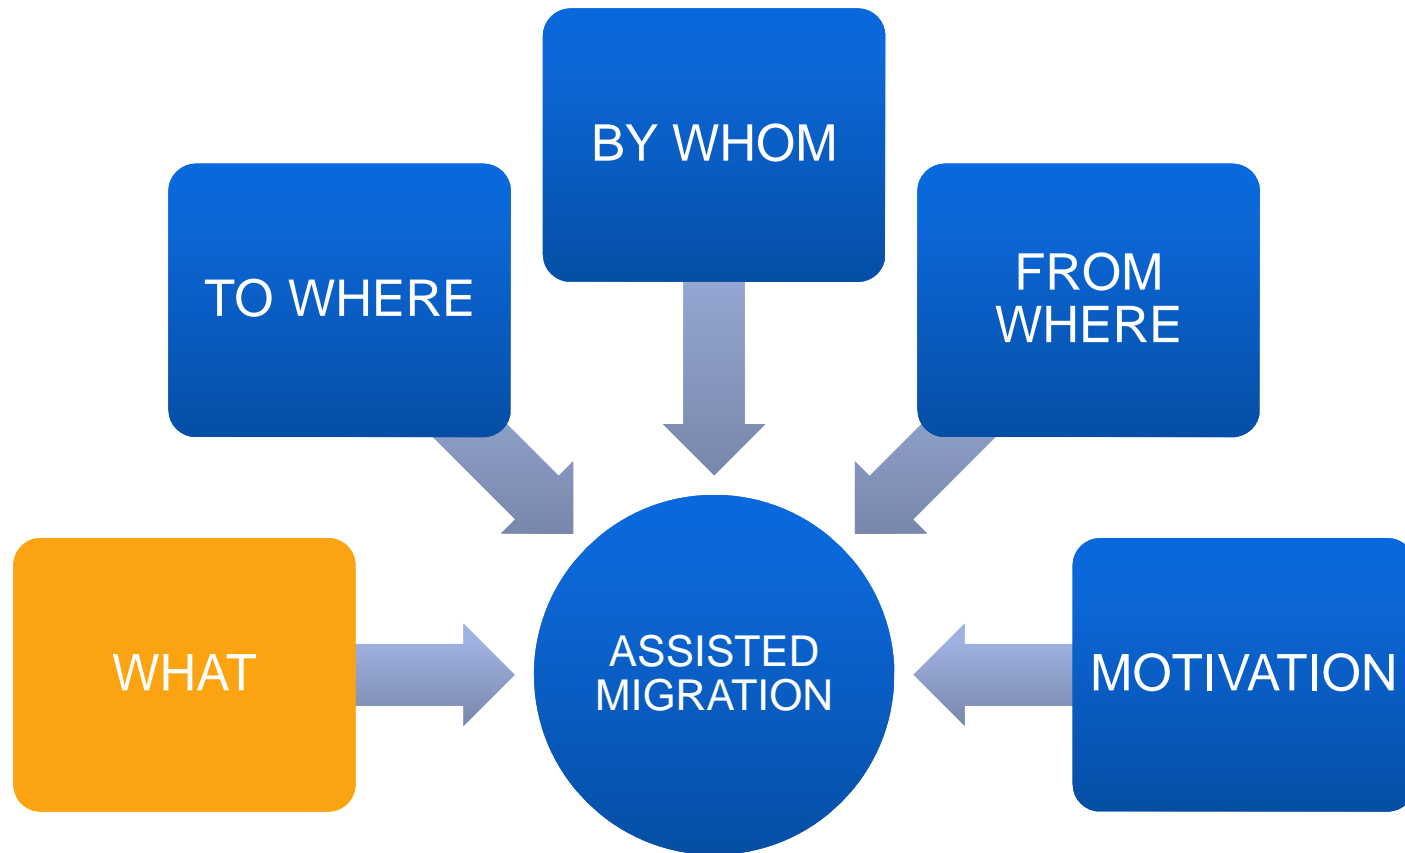 BY WHOM
TO WHERE
FROM
WHERE
WHAT
ASSISTED
MIGRATION
MOTIVATION